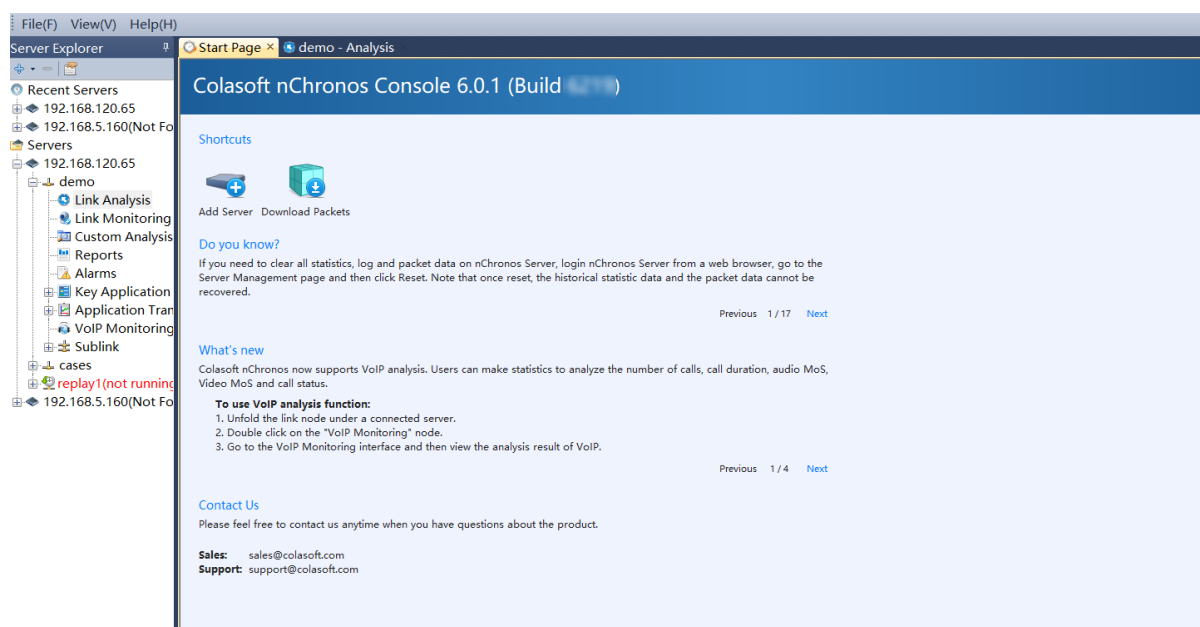 File(F) View(V) Help(H)
Server Explorer
Start Page × demo - Analysis
Recent Servers
192.168.120.65
192.168.5.160(Not Fo
Servers
192.168.120.65
demo
Link Analysis
Link Monitoring
Custom Analysis
Reports
Alarms
Key Application
Application Tran
VoIP Monitoring
Sublink
cases
replay1(not running
192.168.5.160(Not Fo
Colasoft nChronos Console 6.0.1 (Build )
Shortcuts
Add Server Download Packets
Do you know?
If you need to clear all statistics, log and packet data on nChronos Server, login nChronos Server from a web browser, go to the
Server Management page and then click Reset. Note that once reset, the historical statistic data and the packet data cannot be
recovered.
Previous 1 / 17 Next
What's new
Colasoft nChronos now supports VoIP analysis. Users can make statistics to analyze the number of calls, call duration, audio MoS,
Video MoS and call status.
To use VoIP analysis function:
1. Unfold the link node under a connected server.
2. Double click on the "VoIP Monitoring" node.
3. Go to the VoIP Monitoring interface and then view the analysis result of VoIP.
Previous 1 / 4 Next
Contact Us
Please feel free to contact us anytime when you have questions about the product.
Sales: sales@colasoft.com
Support: support@colasoft.com